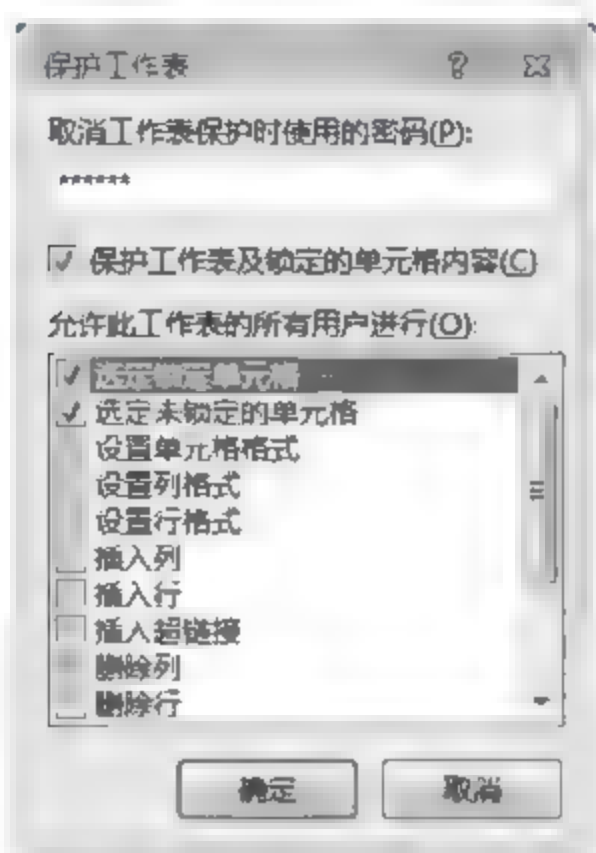 保护工作表
取消工作表保护时使用的密码(P):
******
保护工作表及锁定的单元格内容(C)
允许此工作表的所有用户进行(O):
选定锁定单元格
选定未锁定的单元格
设置单元格格式
设置列格式
设置行格式
插入列
插入行
插入超链接
删除列
删除行
确定 取消